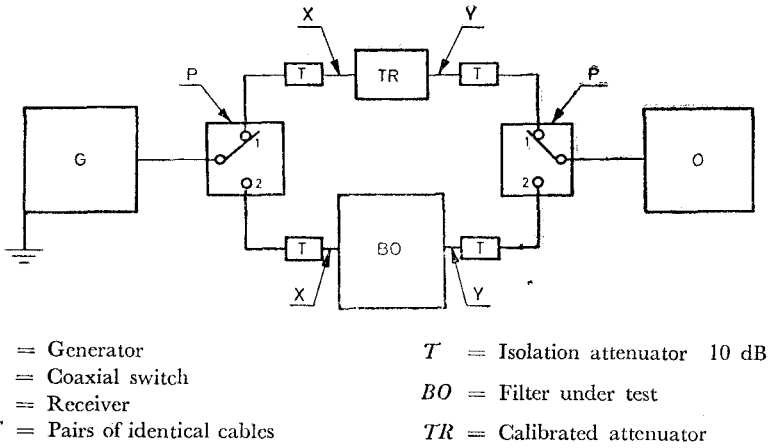 X
Y
P
T
TR
T
P
G
1
2
1
2
O
T
BO
T
X
Y
= Generator
= Coaxial switch
= Receiver
= Pairs of identical cables
T = Isolation attenuator 10 dB
BO = Filter under test
TR = Calibrated attenuator